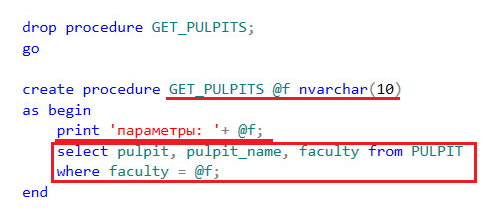 drop procedure GET_PULPITS;
go
create procedure GET_PULPITS @f nvarchar(10)
as begin
print 'параметры: '+ @f;
select pulpit, pulpit_name, faculty from PULPIT
where faculty = @f;
end